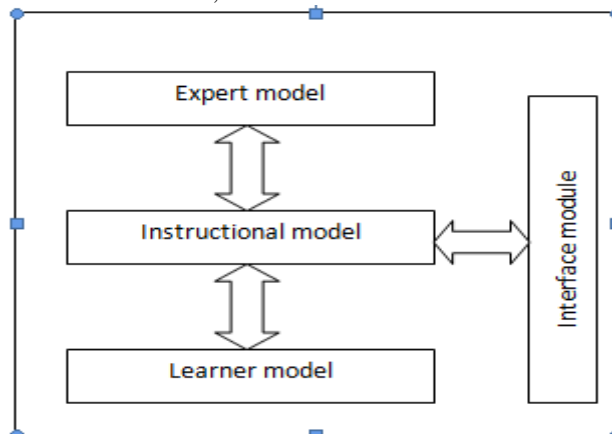 Expert model
Instructional model
Interface module
Learner model